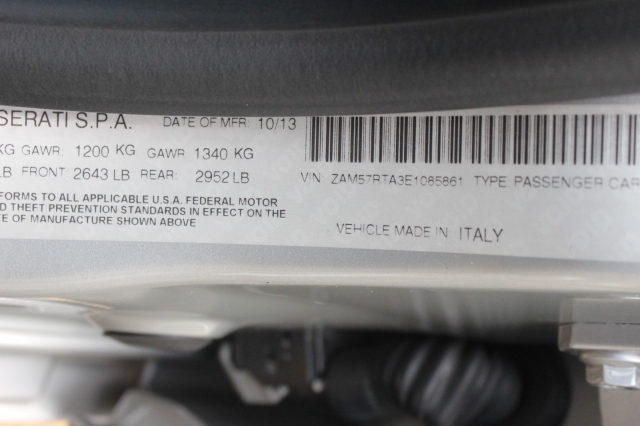 SERATI S.P.A. DATE OF MFR: 10/13
KG GAWR: 1200 KG GAWR 1340 KG
LB FRONT 2643 LB REAR: 2952 LB
VIN: ZAM57RTA3E1085861 TYPE: PASSENGER CAR
FORMS TO ALL APPLICABLE U.S.A. FEDERAL MOTOR
D THEFT PREVENTION STANDARDS IN EFFECT ON THE
TE OF MANUFACTURE SHOWN ABOVE
VEHICLE MADE IN: ITALY